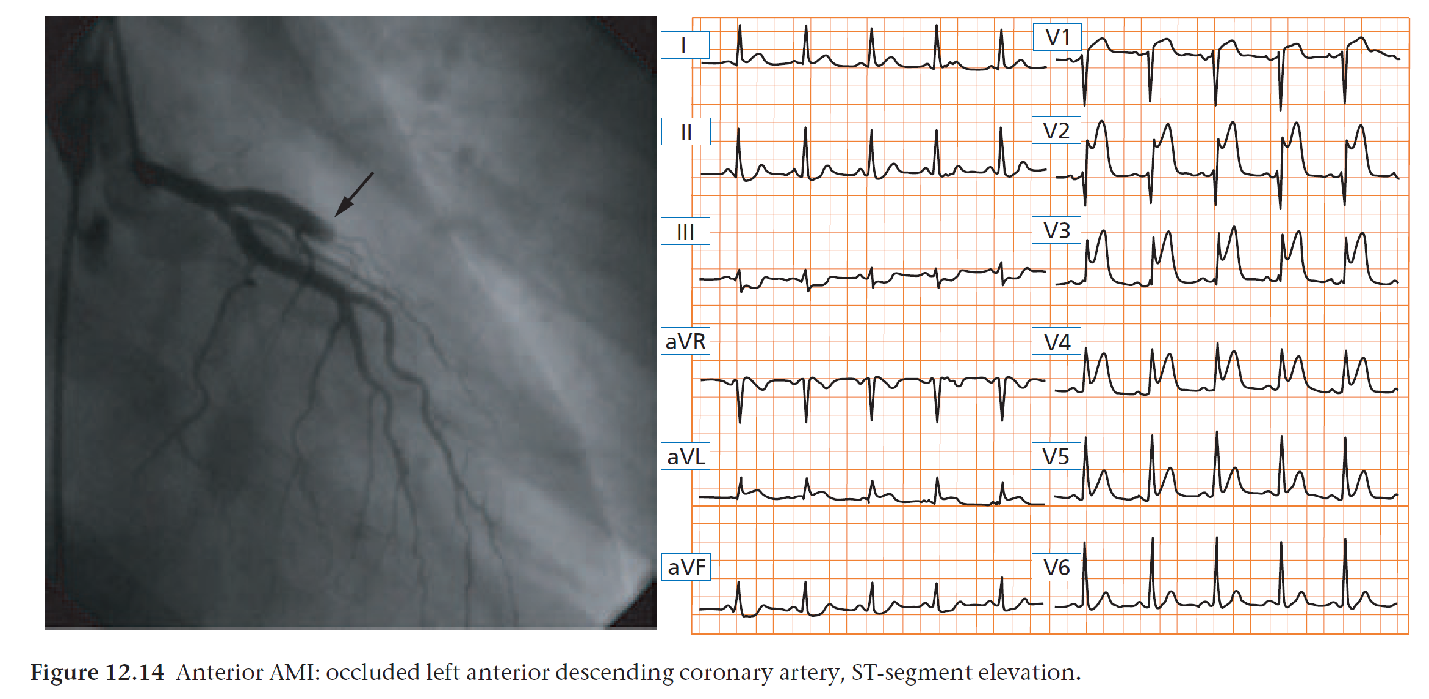 I
II
III
aVR
aVL
aVF
V1
V2
V3
V4
V5
V6
Figure 12.14 Anterior AMI: occluded left anterior descending coronary artery, ST-segment elevation.